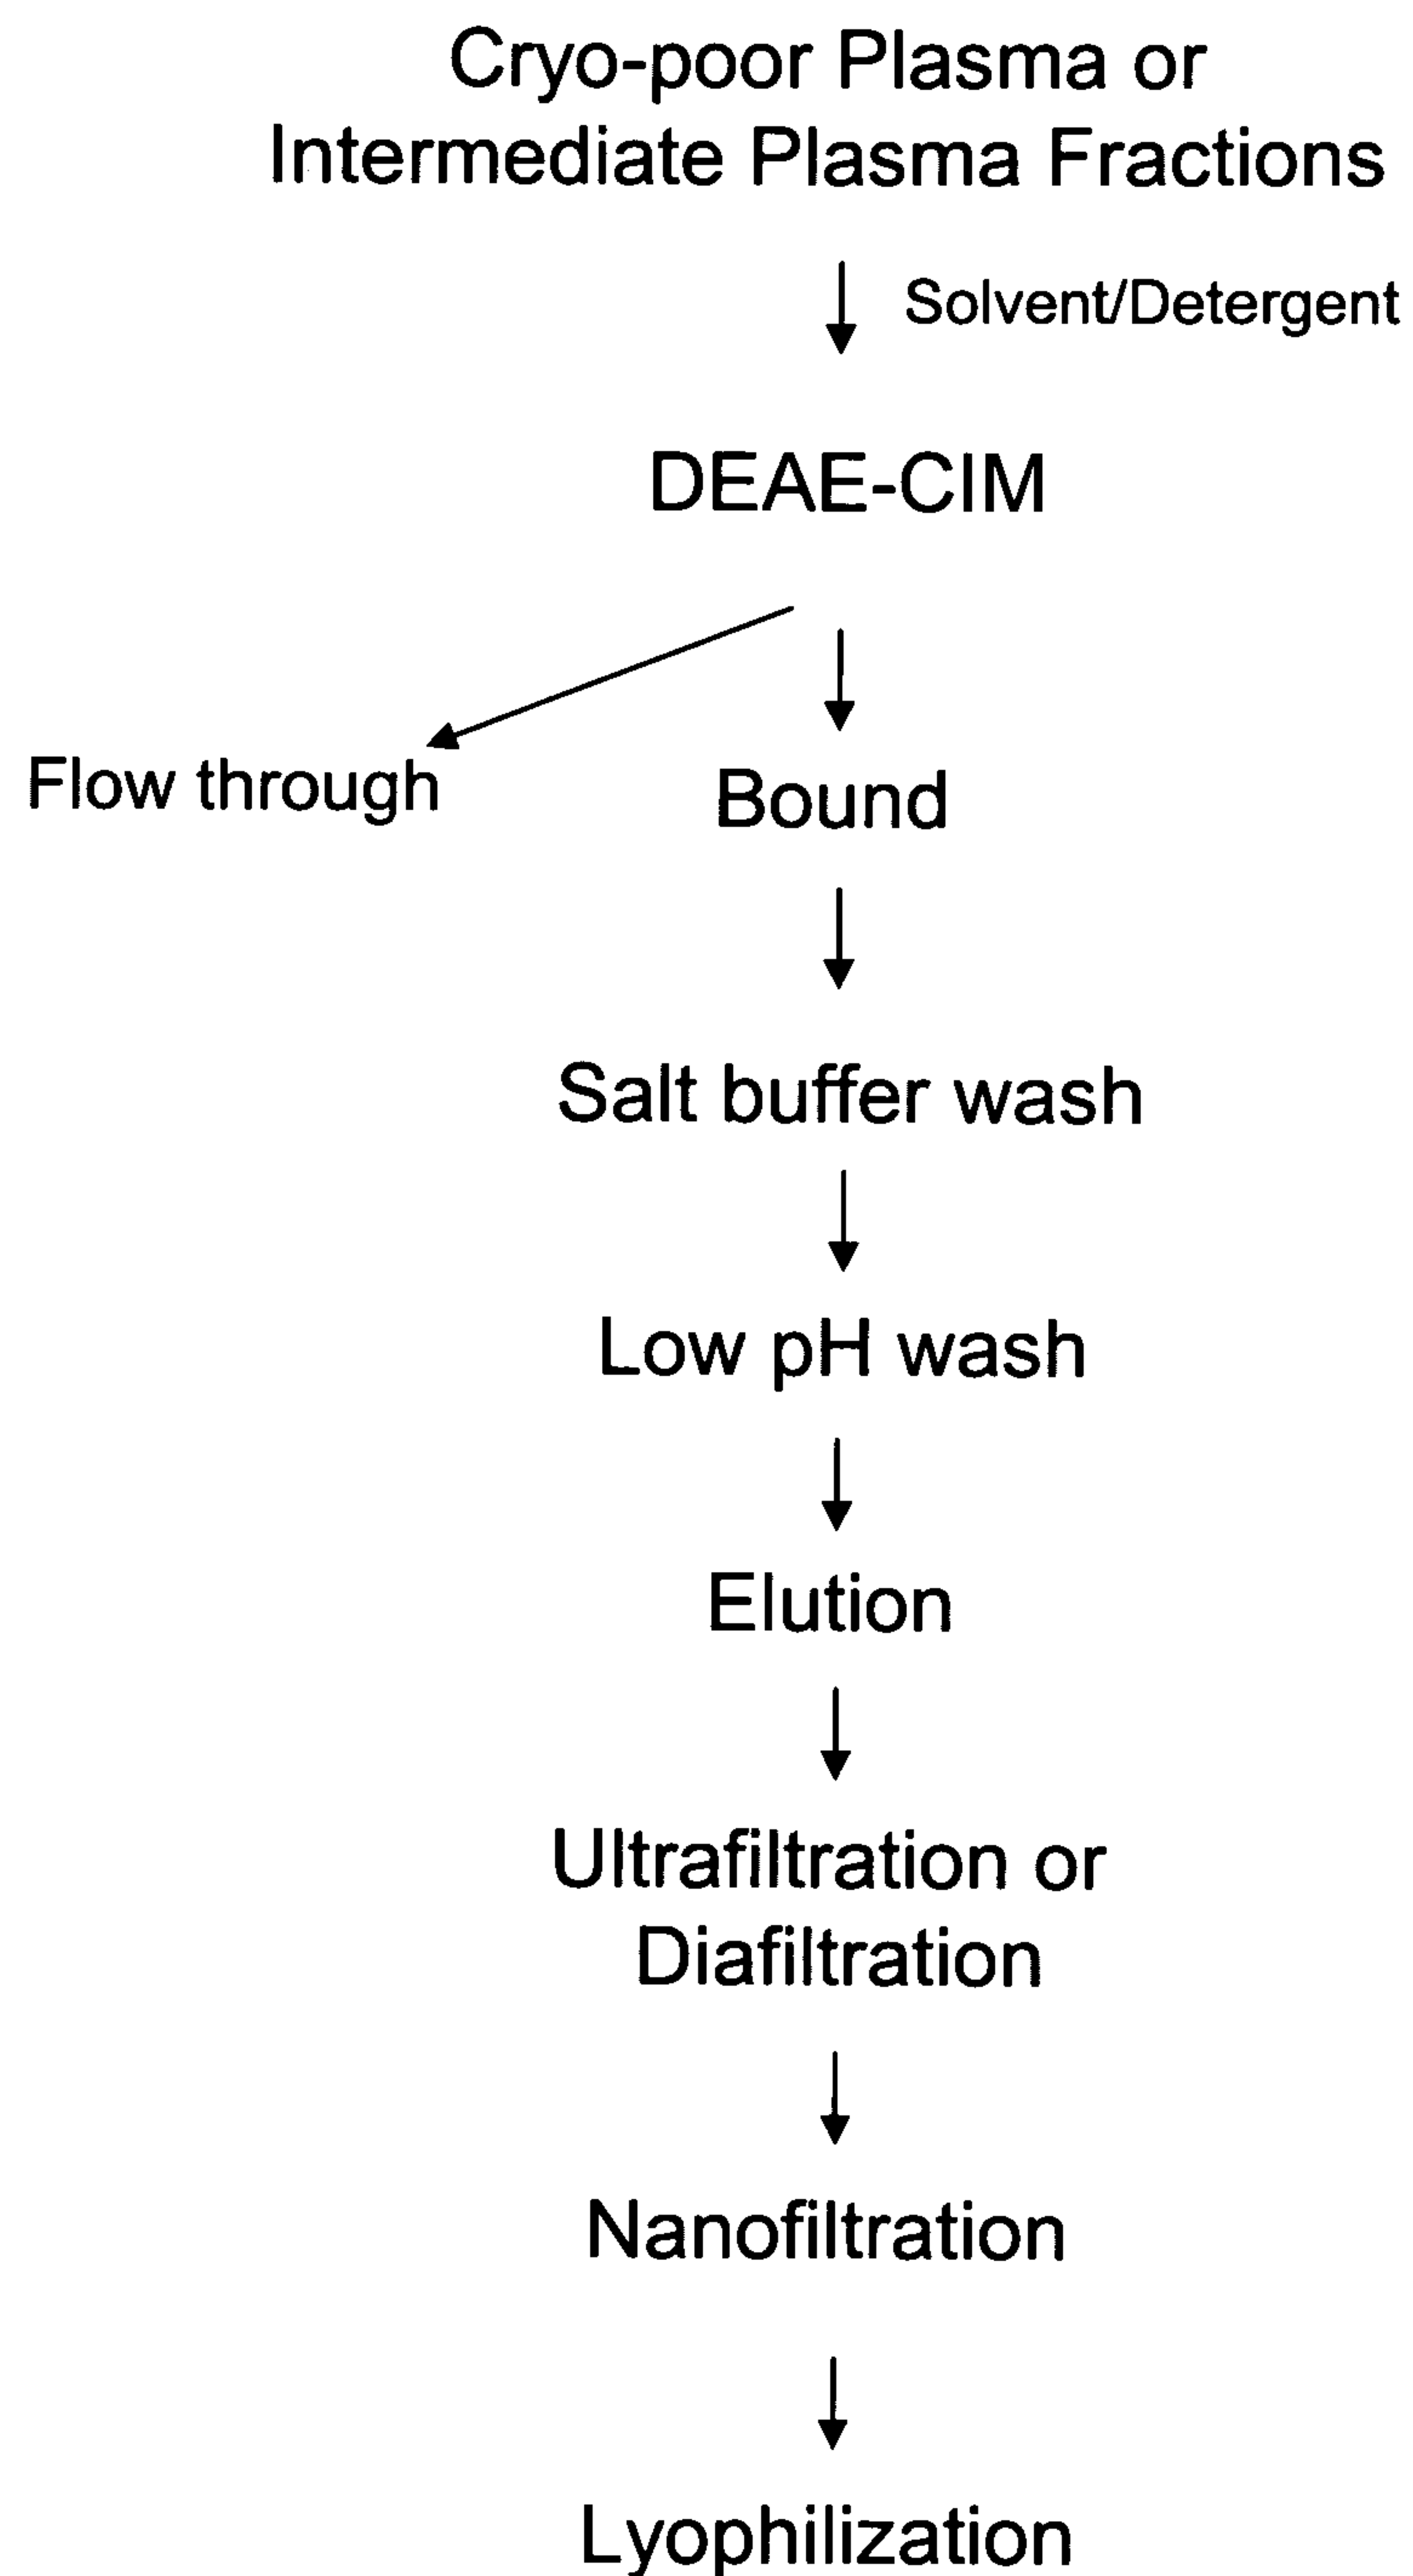 Cryo-poor Plasma or
Intermediate Plasma Fractions
Solvent/Detergent
DEAE-CIM
Flow through
Bound
Salt buffer wash
Low pH wash
Elution
Ultrafiltration or
Diafiltration
Nanofiltration
Lyophilization